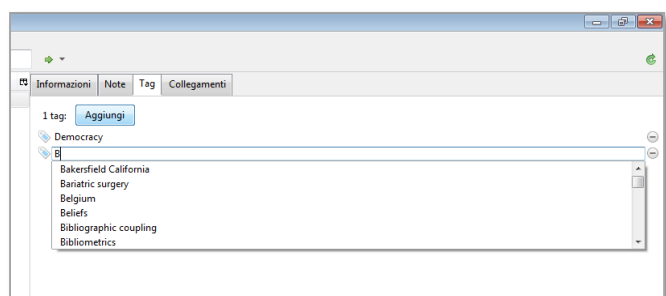 Informazioni Note Tag Collegamenti
1 tag: Aggiungi
Democracy
B
Bakersfield California
Bariatric surgery
Belgium
Beliefs
Bibliographic coupling
Bibliometrics